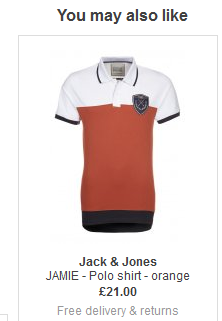 You may also like
Jack & Jones
JAMIE - Polo shirt - orange
£21.00
Free delivery & returns